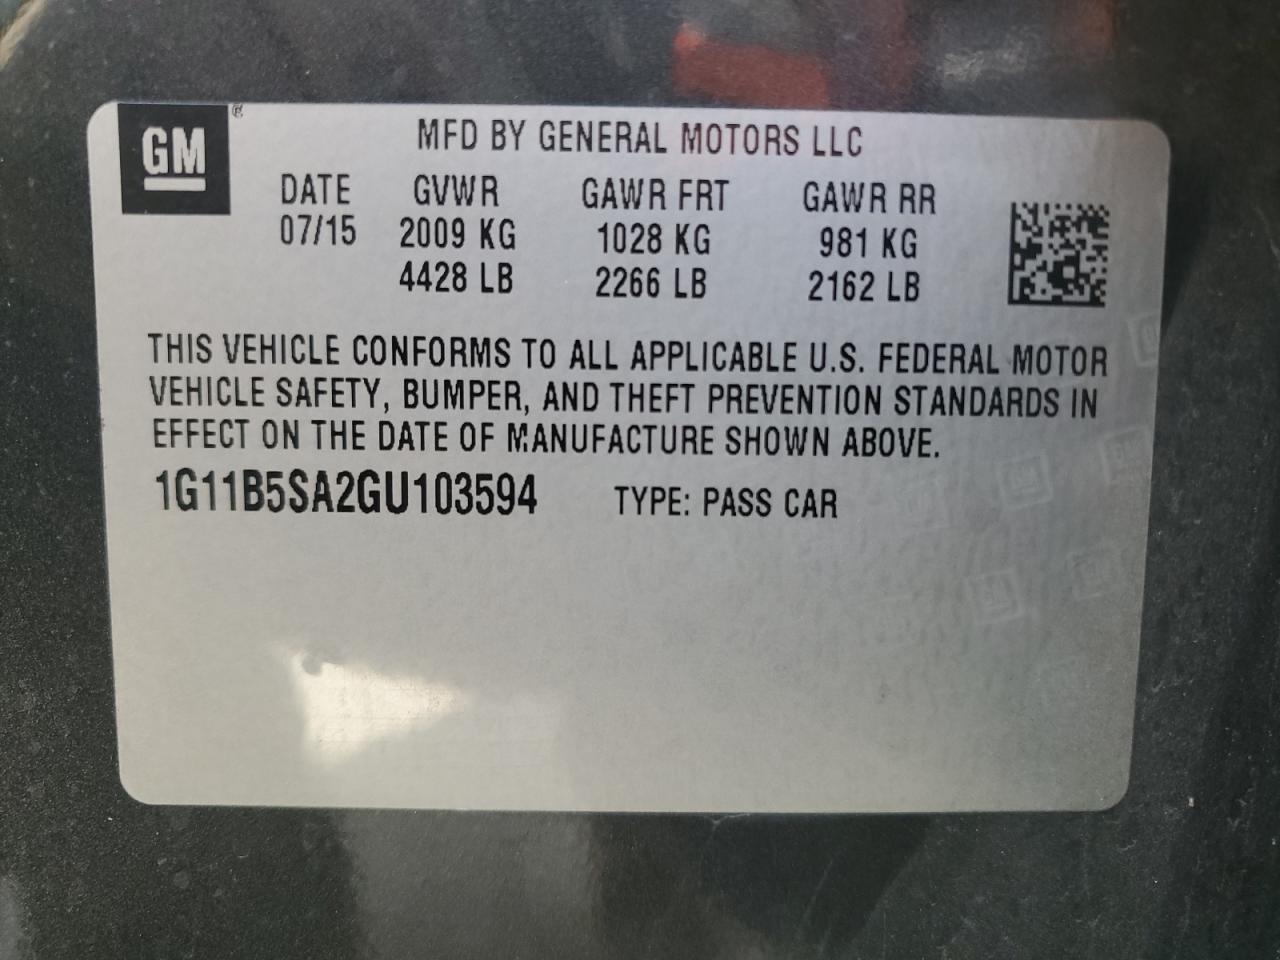 GM ®
MFD BY GENERAL MOTORS LLC
DATE GVWR GAWR FRT GAWR RR
07/15 2009 KG 1028 KG 981 KG
4428 LB 2266 LB 2162 LB
THIS VEHICLE CONFORMS TO ALL APPLICABLE U.S. FEDERAL MOTOR
VEHICLE SAFETY, BUMPER, AND THEFT PREVENTION STANDARDS IN
EFFECT ON THE DATE OF MANUFACTURE SHOWN ABOVE.
1G11B5SA2GU103594 TYPE: PASS CAR